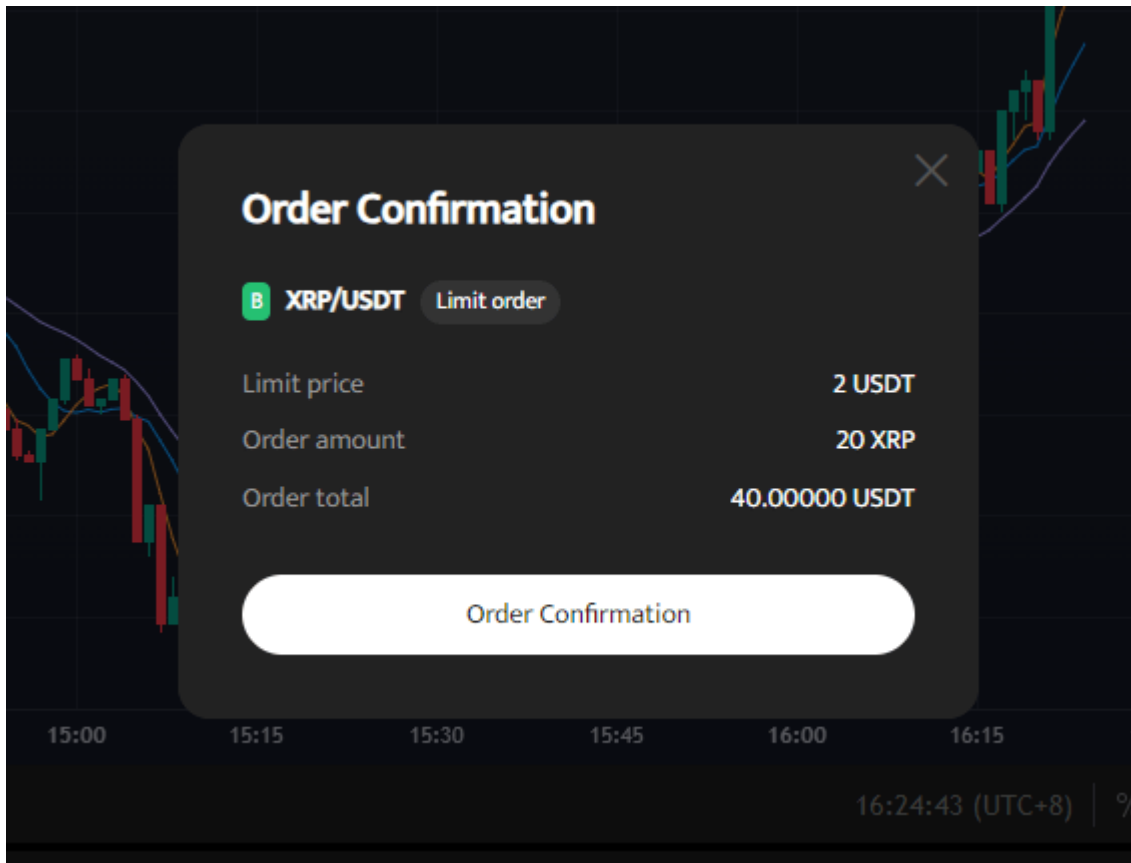 Order Confirmation
B XRP/USDT Limit order
Limit price 2 USDT
Order amount 20 XRP
Order total 40.00000 USDT
Order Confirmation
15:00 15:15 15:30 15:45 16:00 16:15
16:24:43 (UTC+8) %